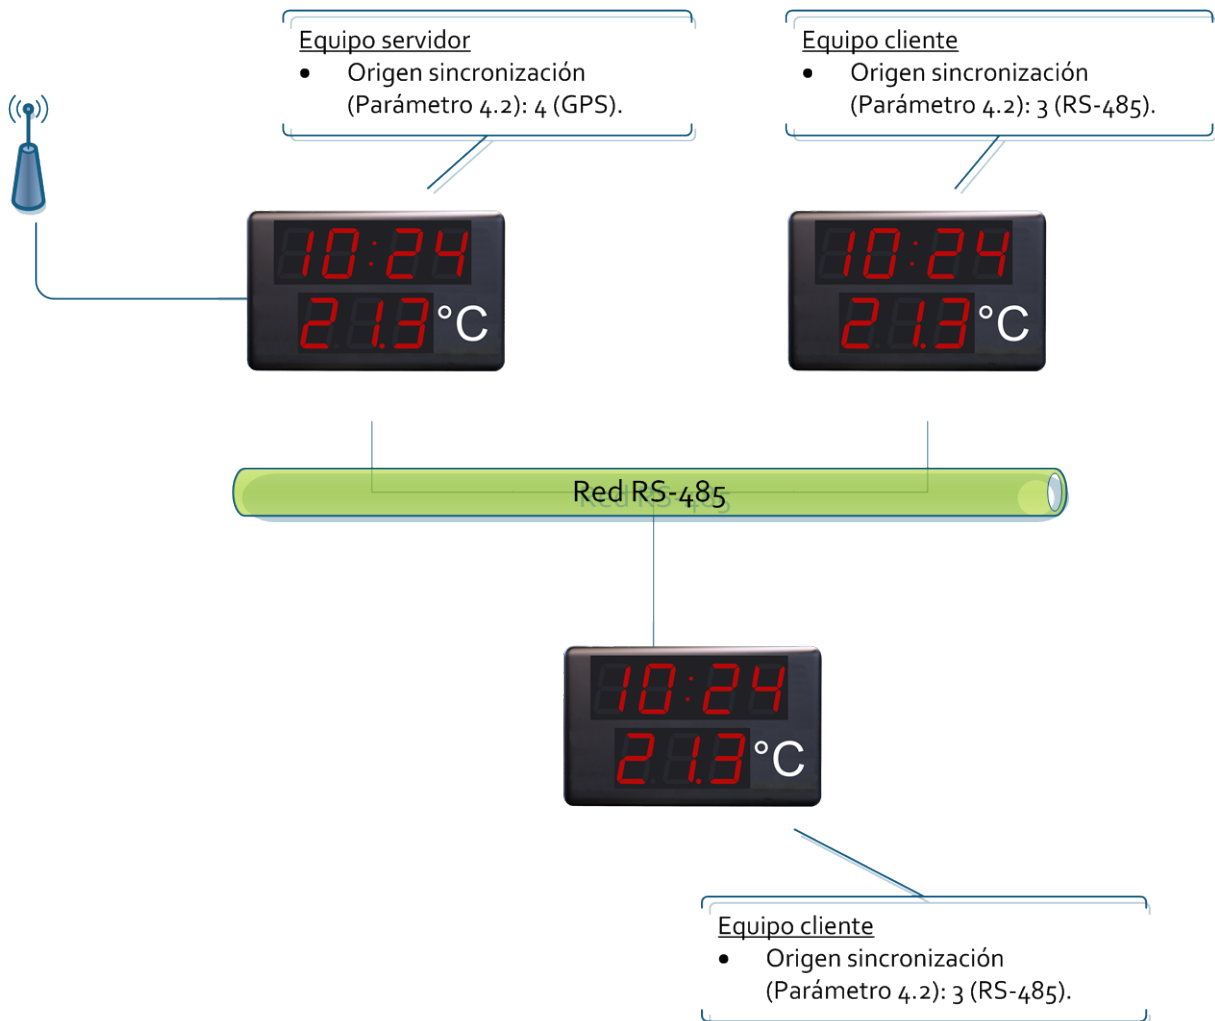 Equipo servidor
• Origen sincronización
(Parámetro 4.2): 4 (GPS).
Equipo cliente
• Origen sincronización
(Parámetro 4.2): 3 (RS-485).
10:24
21.3 °C
10:24
21.3 °C
Red RS-485
10:24
21.3 °C
Equipo cliente
• Origen sincronización
(Parámetro 4.2): 3 (RS-485).